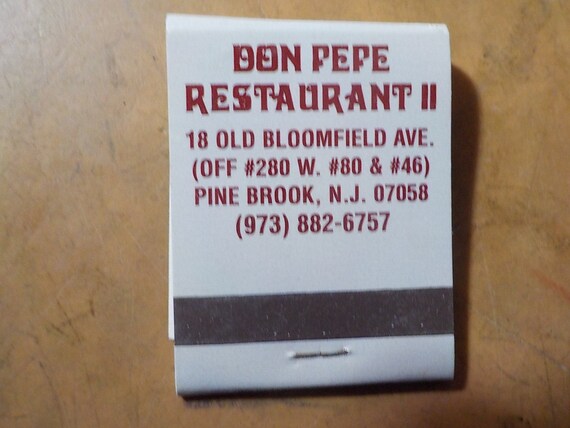 DON PEPE
RESTAURANT II
18 OLD BLOOMFIELD AVE.
(OFF #280 W. #80 & #46)
PINE BROOK, N.J. 07058
(973) 882-6757